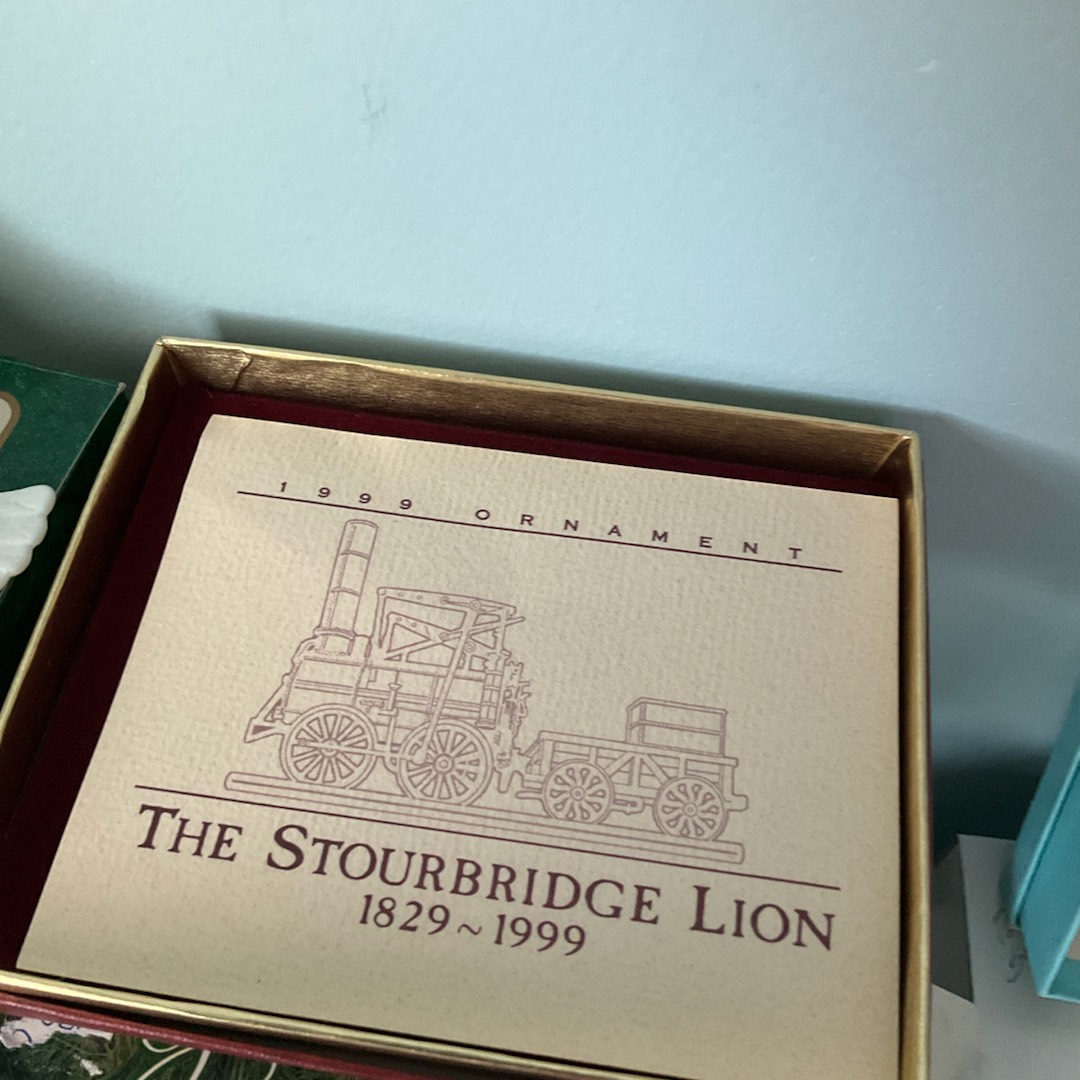 1999 ORNAMENT
THE STOURBRIDGE LION
1829~1999